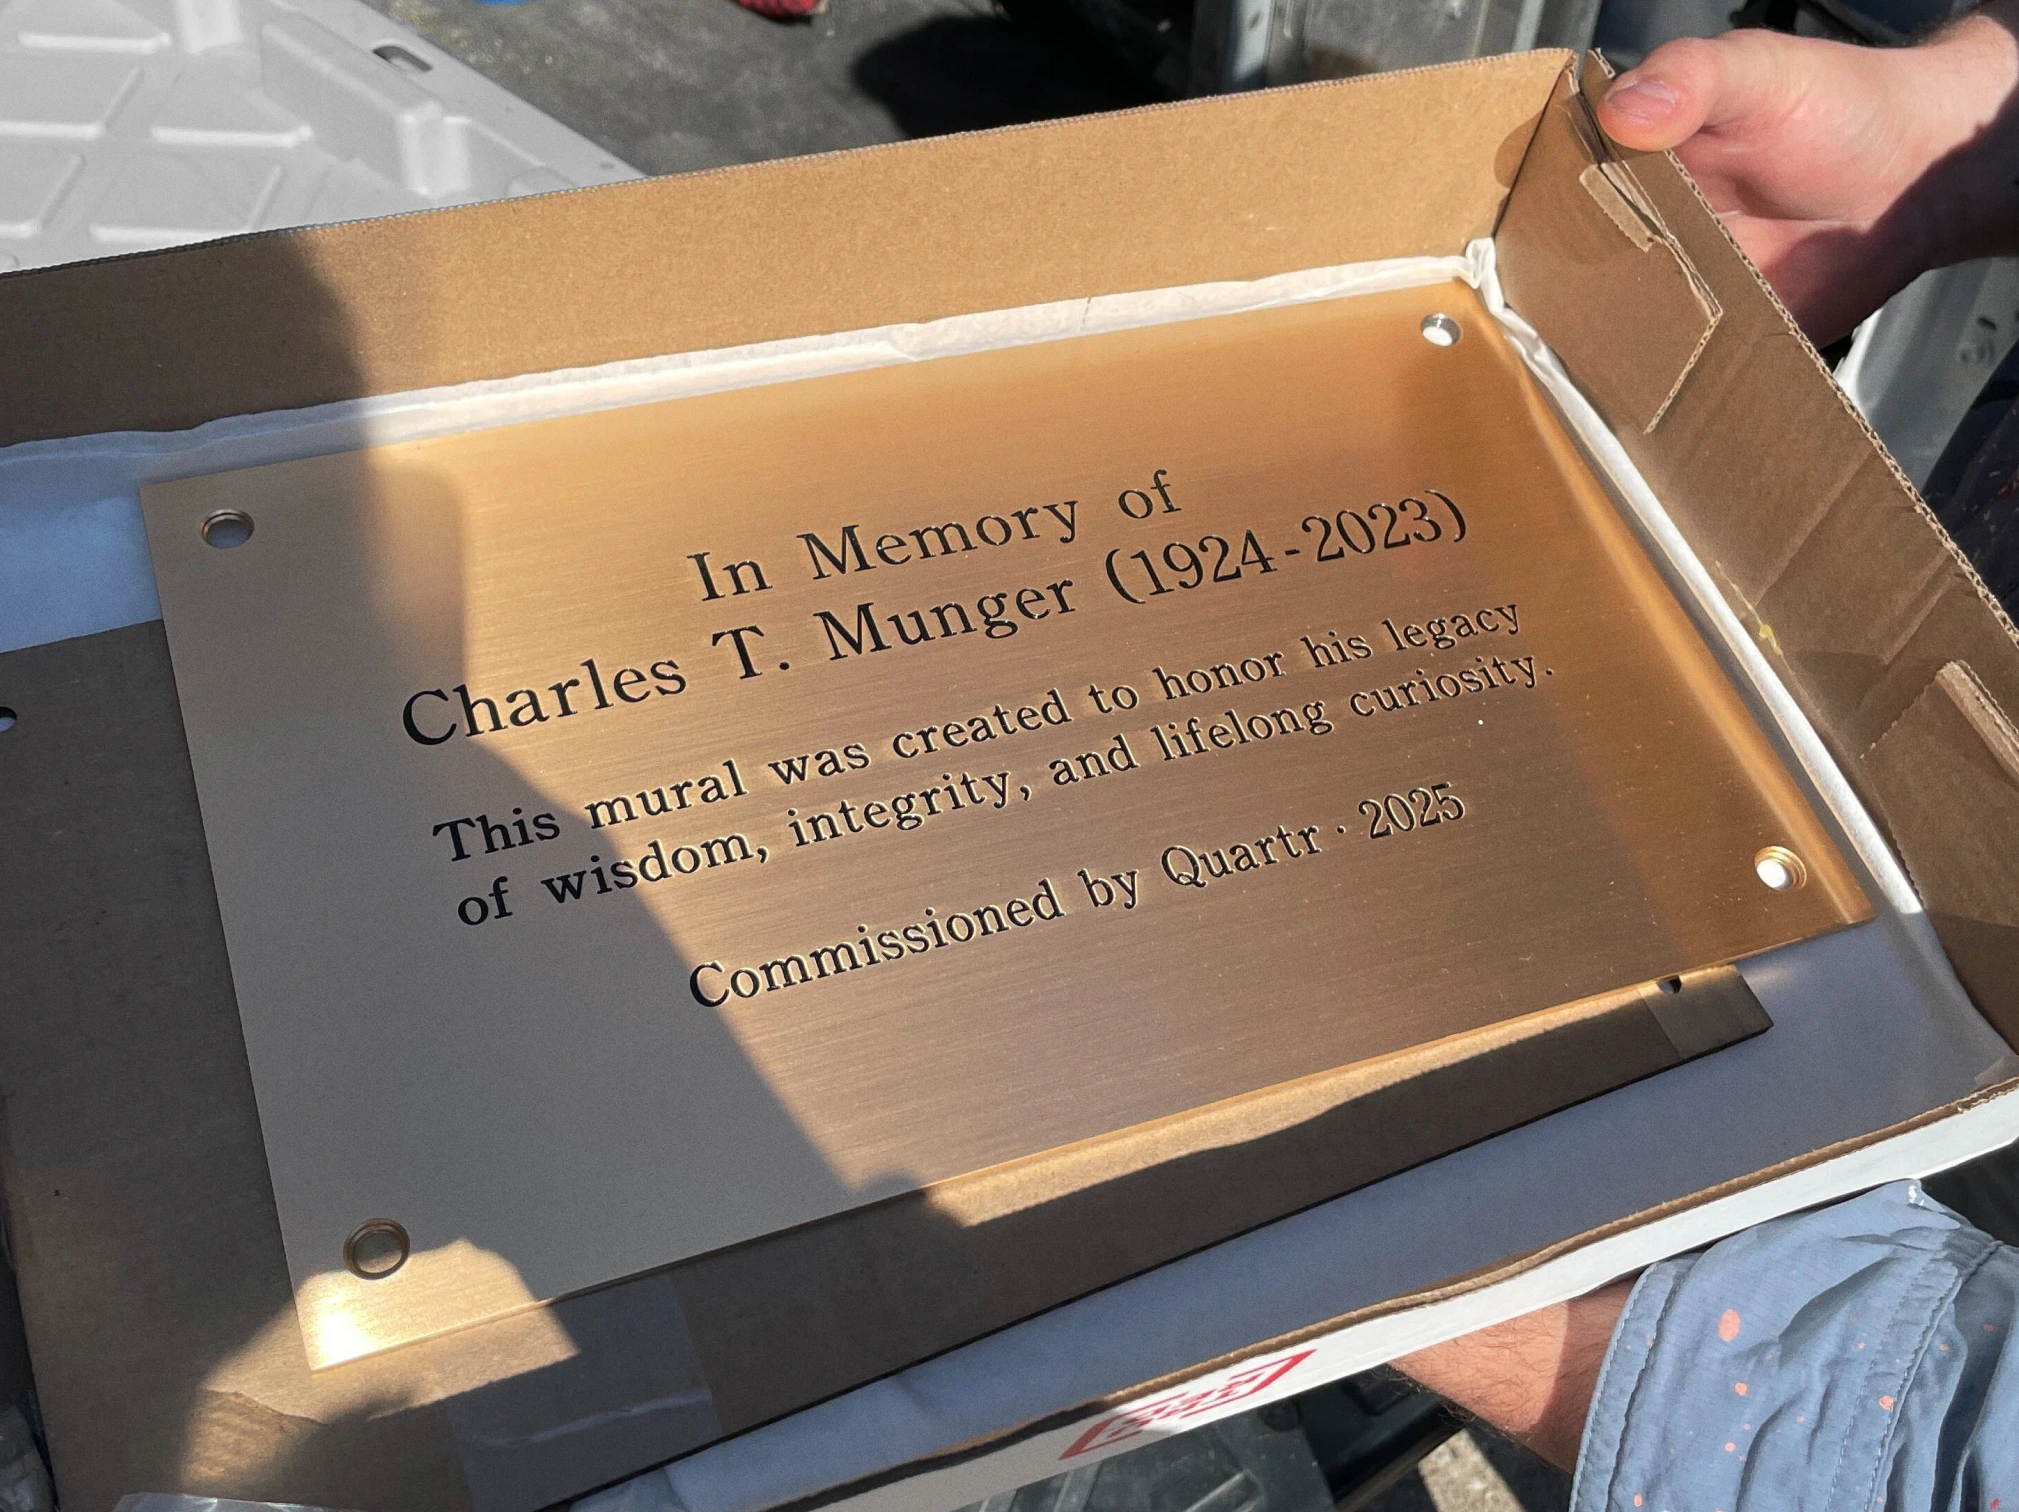 In Memory of
Charles T. Munger (1924-2023)
This mural was created to honor his legacy
of wisdom, integrity, and lifelong curiosity.
Commissioned by Quartr · 2025